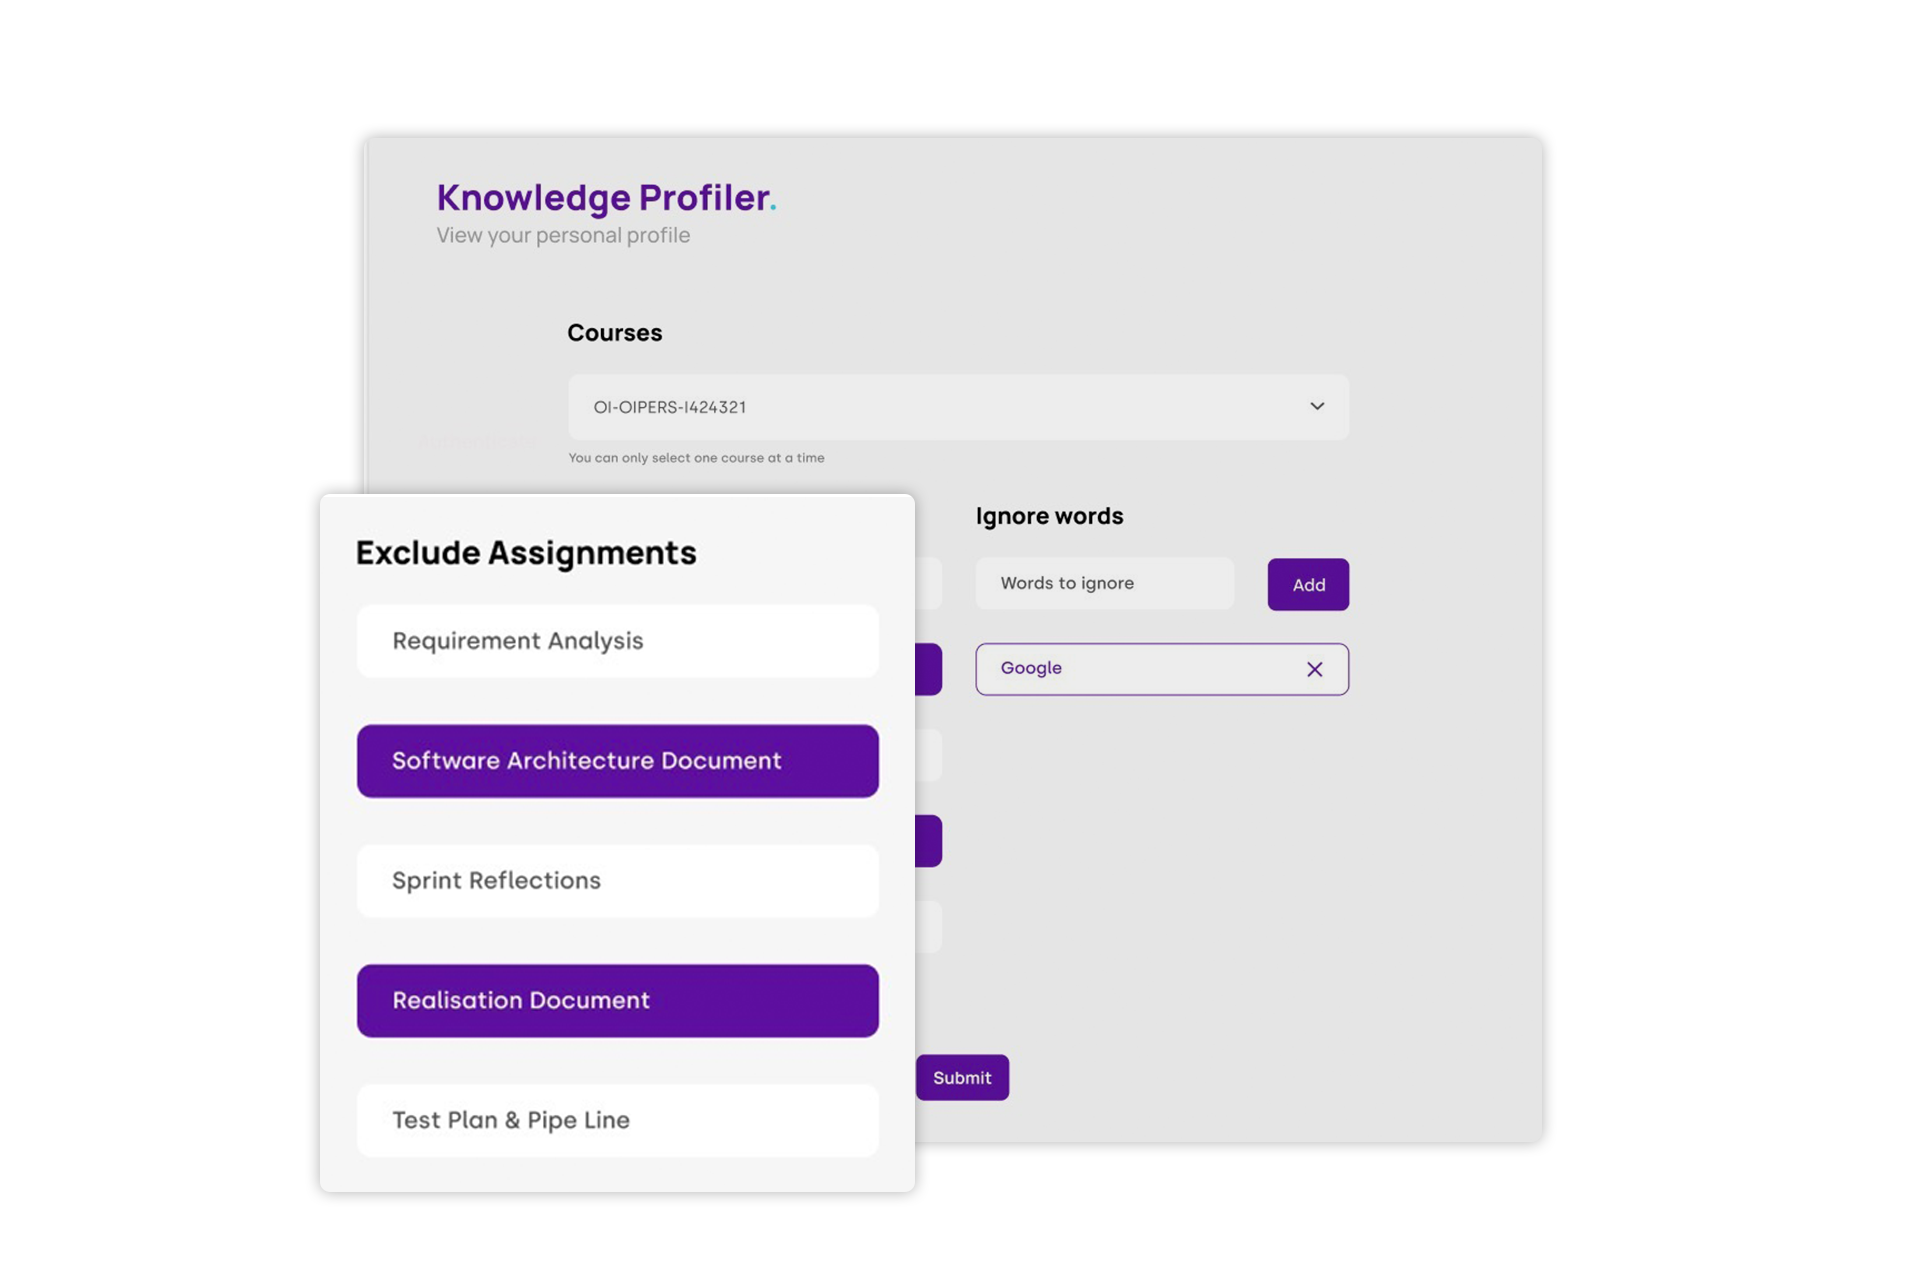 Knowledge Profiler.
View your personal profile
Courses
OI-OIPERS-I424321
You can only select one course at a time
Exclude Assignments
Requirement Analysis
Software Architecture Document
Sprint Reflections
Realisation Document
Test Plan & Pipe Line
Ignore words
Words to ignore
Add
Google
Submit